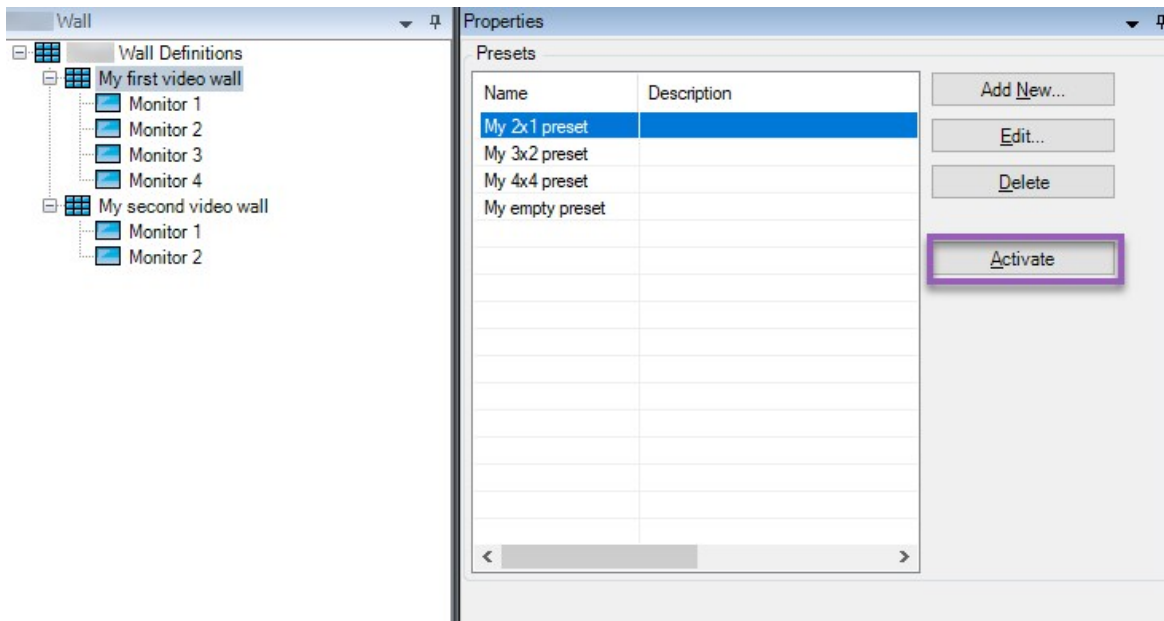 Wall
Wall Definitions
My first video wall
Monitor 1
Monitor 2
Monitor 3
Monitor 4
My second video wall
Monitor 1
Monitor 2
Properties
Presets
Name Description
My 2x1 preset
My 3x2 preset
My 4x4 preset
My empty preset
Add New...
Edit...
Delete
Activate